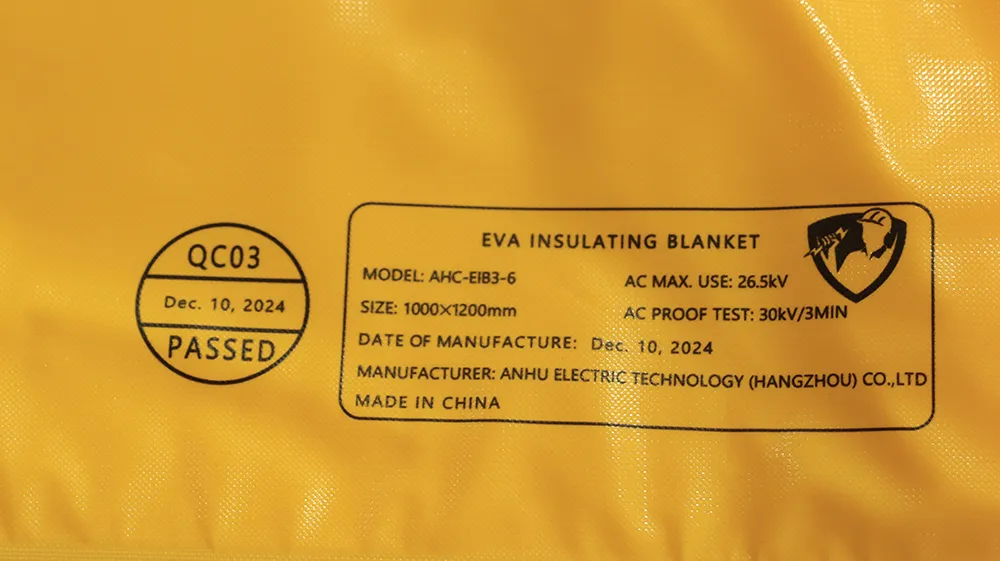 QC03
Dec. 10, 2024
PASSED
EVA INSULATING BLANKET
MODEL: AHC-EIB3-6
AC MAX. USE: 26.5kV
SIZE: 1000×1200mm
AC PROOF TEST: 30kV/3MIN
DATE OF MANUFACTURE: Dec. 10, 2024
MANUFACTURER: ANHU ELECTRIC TECHNOLOGY (HANGZHOU) CO.,LTD
MADE IN CHINA